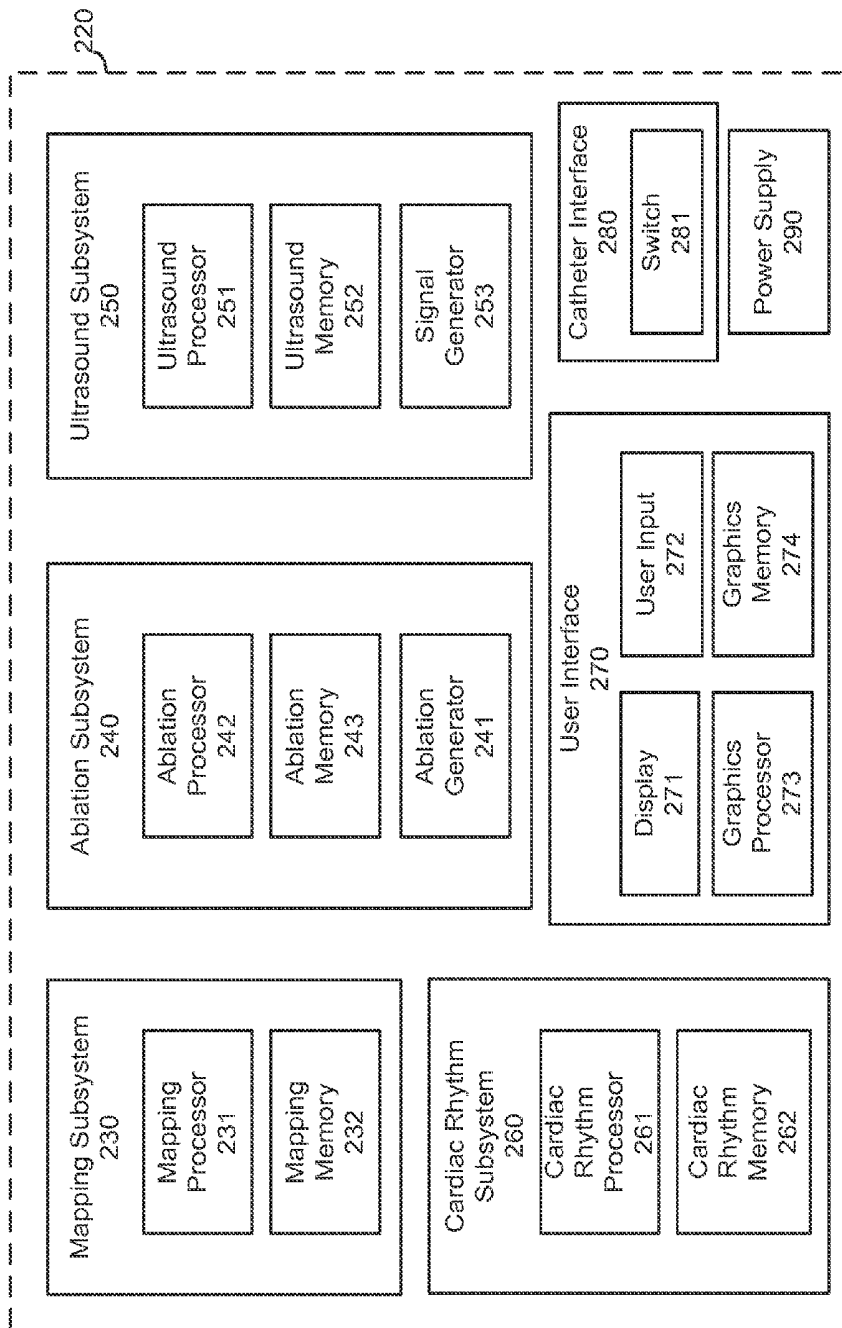 220
Mapping Subsystem
230
Mapping
Processor
231
Mapping
Memory
232
Ablation Subsystem
240
Ablation
Processor
242
Ablation
Memory
243
Ablation
Generator
241
Ultrasound Subsystem
250
Ultrasound
Processor
251
Ultrasound
Memory
252
Signal
Generator
253
Cardiac Rhythm
Subsystem
260
Cardiac
Rhythm
Processor
261
Cardiac
Rhythm
Memory
262
User Interface
270
Display
271
User Input
272
Graphics
Processor
273
Graphics
Memory
274
Catheter Interface
280
Switch
281
Power Supply
290